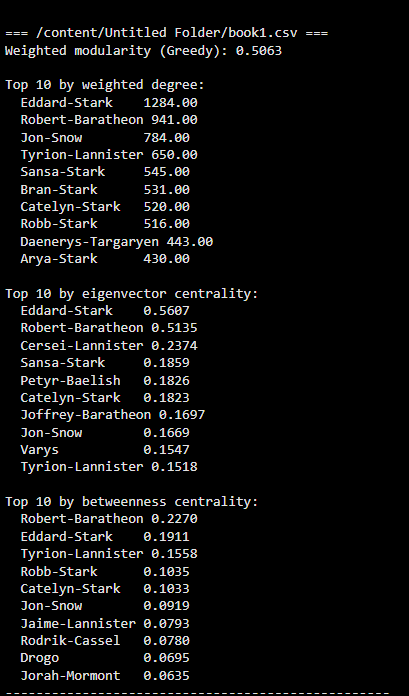 === /content/Untitled Folder/book1.csv ===
Weighted modularity (Greedy): 0.5063
Top 10 by weighted degree:
Eddard-Stark 1284.00
Robert-Baratheon 941.00
Jon-Snow 784.00
Tyrion-Lannister 650.00
Sansa-Stark 545.00
Bran-Stark 531.00
Catelyn-Stark 520.00
Robb-Stark 516.00
Daenerys-Targaryen 443.00
Arya-Stark 430.00
Top 10 by eigenvector centrality:
Eddard-Stark 0.5607
Robert-Baratheon 0.5135
Cersei-Lannister 0.2374
Sansa-Stark 0.1859
Petyr-Baelish 0.1826
Catelyn-Stark 0.1823
Joffrey-Baratheon 0.1697
Jon-Snow 0.1669
Varys 0.1547
Tyrion-Lannister 0.1518
Top 10 by betweenness centrality:
Robert-Baratheon 0.2270
Eddard-Stark 0.1911
Tyrion-Lannister 0.1558
Robb-Stark 0.1035
Catelyn-Stark 0.1033
Jon-Snow 0.0919
Jaime-Lannister 0.0793
Rodrik-Cassel 0.0780
Drogo 0.0695
Jorah-Mormont 0.0635
--------------------------------------------------